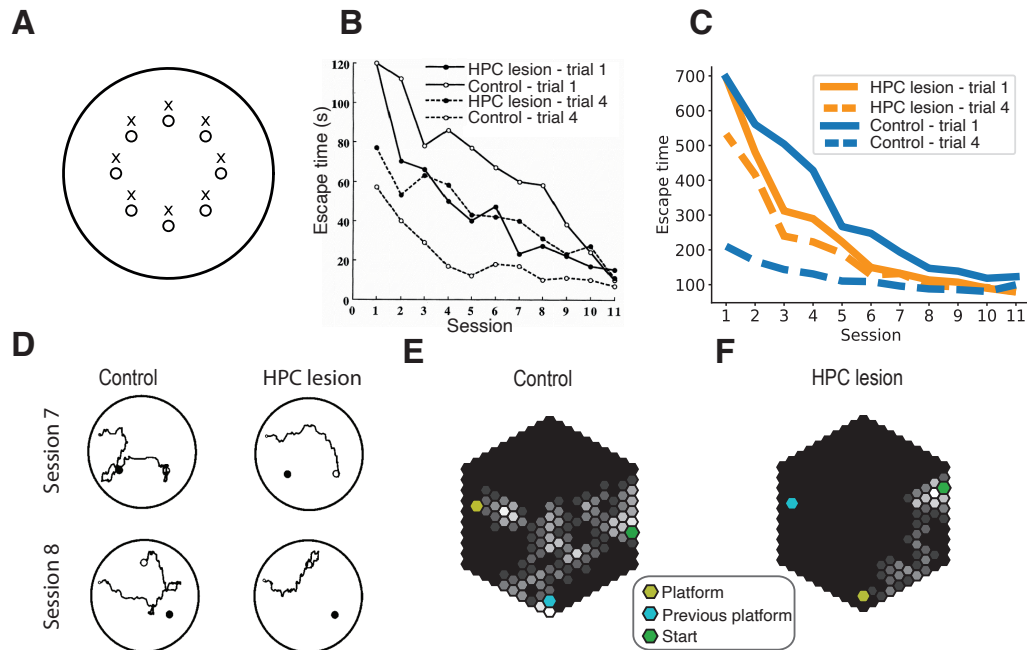 A
x
x
x
x
x
x
x
x
B
120
100
80
60
40
20
0
Escape time (s)
HPC lesion - trial 1
Control - trial 1
HPC lesion - trial 4
Control - trial 4
0 1 2 3 4 5 6 7 8 9 10 11
Session
C
700
600
500
400
300
200
100
Escape time
HPC lesion - trial 1
HPC lesion - trial 4
Control - trial 1
Control - trial 4
1 2 3 4 5 6 7 8 9 10 11
Session
D
Control
HPC lesion
Session 7
Session 8
E
Control
F
HPC lesion
Platform
Previous platform
Start